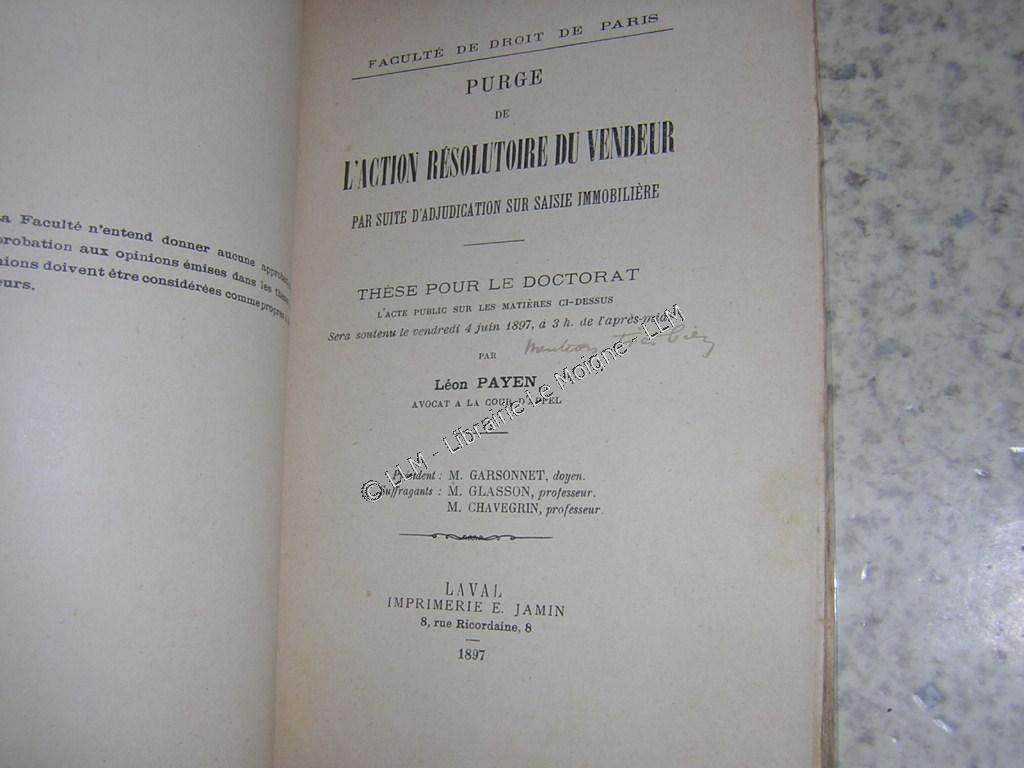 a Faculté n'entend donner aucune
probation aux opinions émises dans les
nions doivent être considérées comme propres
eurs.
FACULTÉ DE DROIT DE PARIS
PURGE
DE
L'ACTION RÉSOLUTOIRE DU VENDEUR
PAR SUITE D'ADJUDICATION SUR SAISIE IMMOBILIÈRE
THÈSE POUR LE DOCTORAT
L'ACTE PUBLIC SUR LES MATIÈRES CI-DESSUS
Sera soutenu le vendredi 4 juin 1897, à 3 h. de l'après-midi
PAR
Léon PAYEN
AVOCAT A LA COUR D'APPEL
Président : M. GARSONNET, doyen.
Suffragants : M. GLASSON, professeur.
M. CHAVEGRIN, professeur.
LAVAL
IMPRIMERIE E. JAMIN
8, rue Ricordaine, 8
1897
© LLM - Librairie Le Moigne - LLM